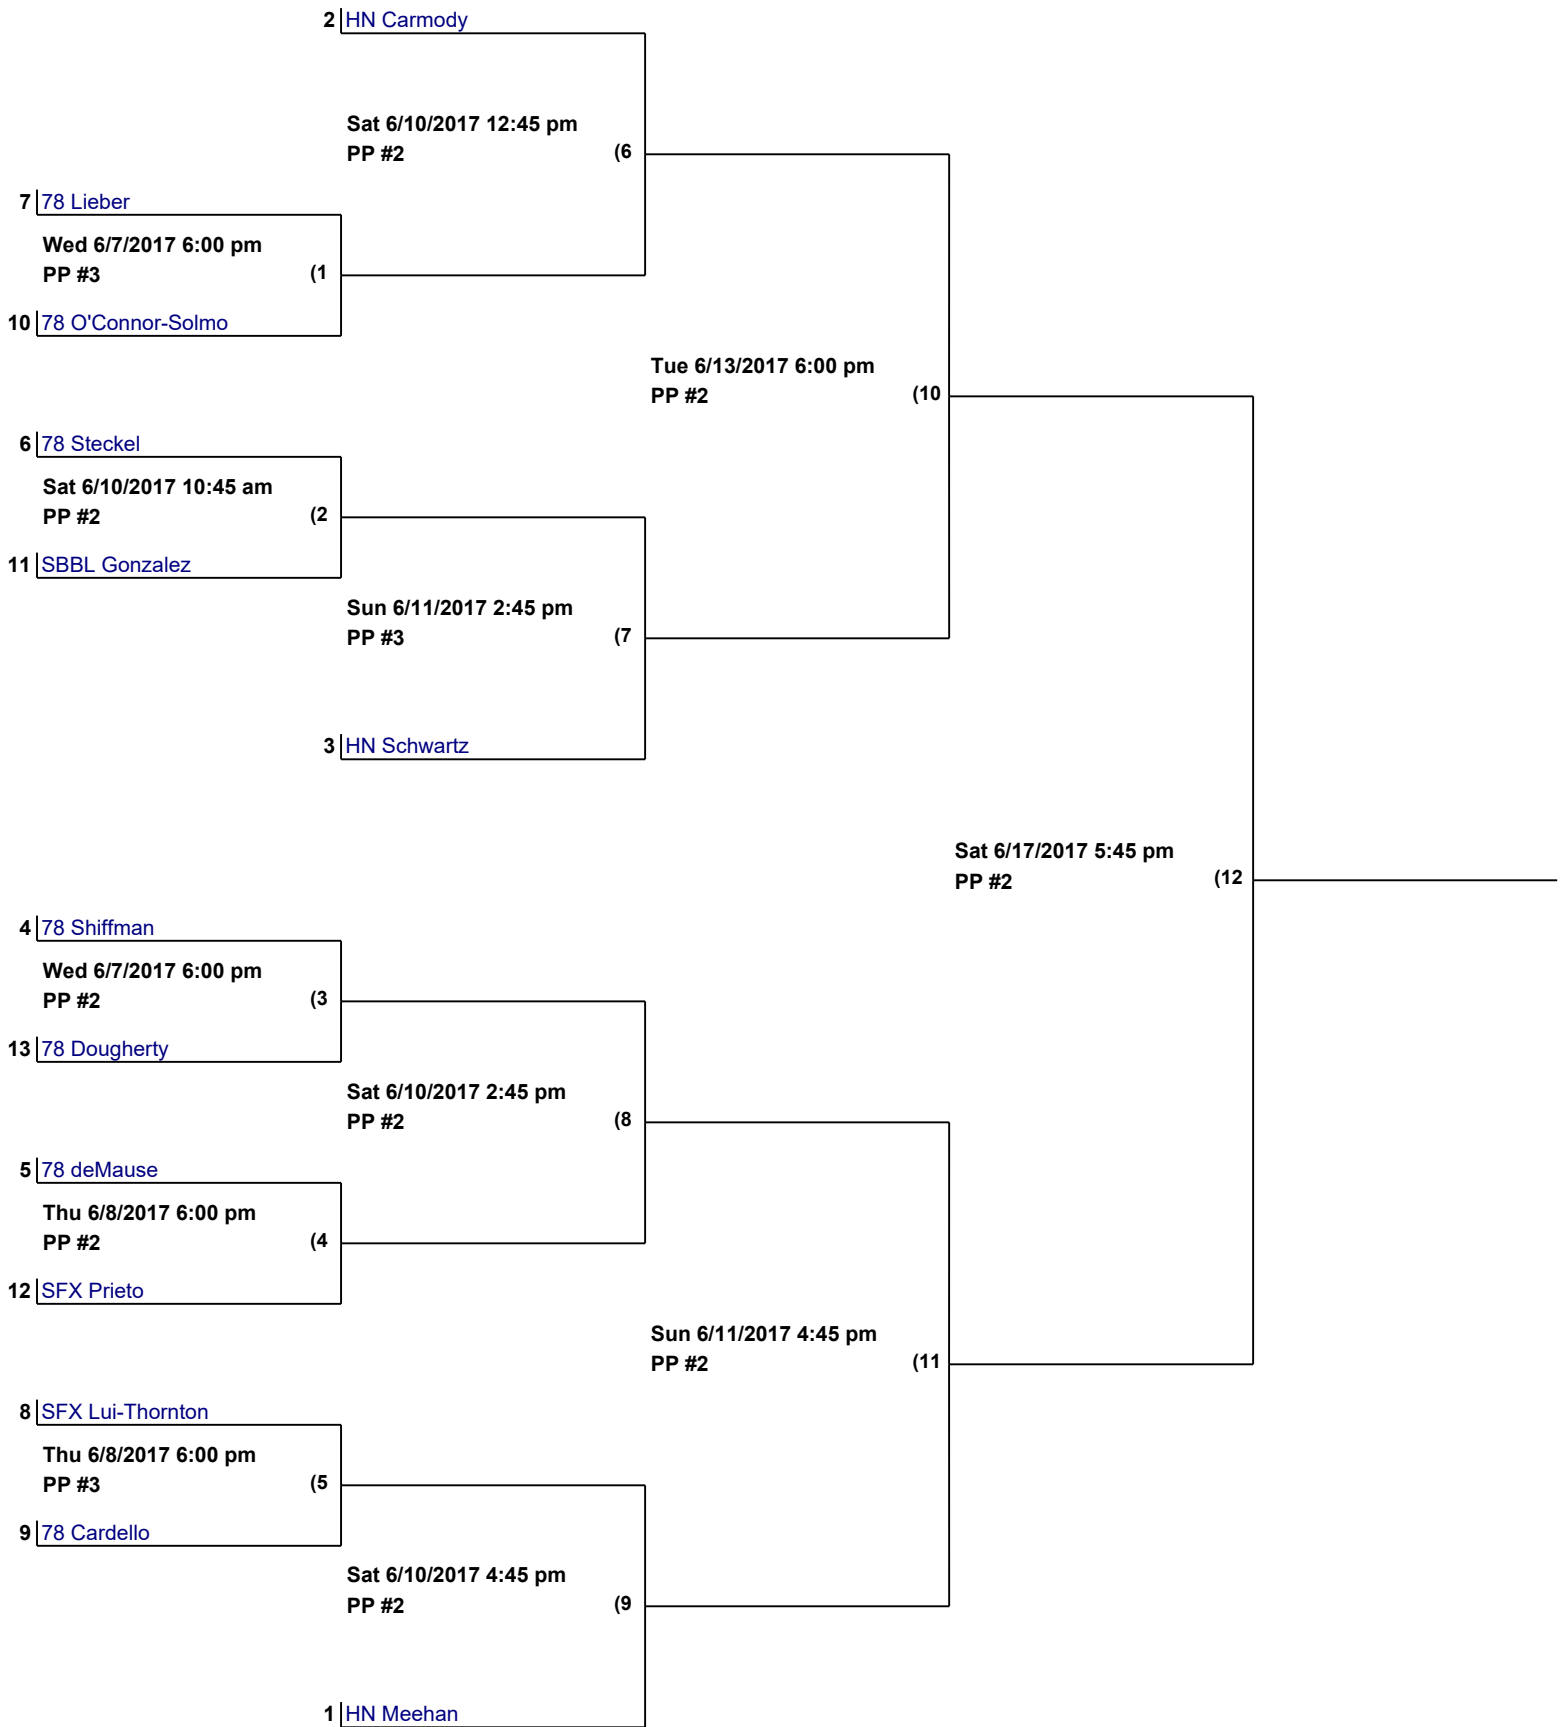 2 HN Carmody
Sat 6/10/2017 12:45 pm
PP #2 (6
7 78 Lieber
Wed 6/7/2017 6:00 pm
PP #3 (1
10 78 O'Connor-Solmo
Tue 6/13/2017 6:00 pm
PP #2 (10
6 78 Steckel
Sat 6/10/2017 10:45 am
PP #2 (2
11 SBBL Gonzalez
Sun 6/11/2017 2:45 pm
PP #3 (7
3 HN Schwartz
Sat 6/17/2017 5:45 pm
PP #2 (12
4 78 Shiffman
Wed 6/7/2017 6:00 pm
PP #2 (3
13 78 Dougherty
Sat 6/10/2017 2:45 pm
PP #2 (8
5 78 deMause
Thu 6/8/2017 6:00 pm
PP #2 (4
12 SFX Prieto
Sun 6/11/2017 4:45 pm
PP #2 (11
8 SFX Lui-Thornton
Thu 6/8/2017 6:00 pm
PP #3 (5
9 78 Cardello
Sat 6/10/2017 4:45 pm
PP #2 (9
1 HN Meehan